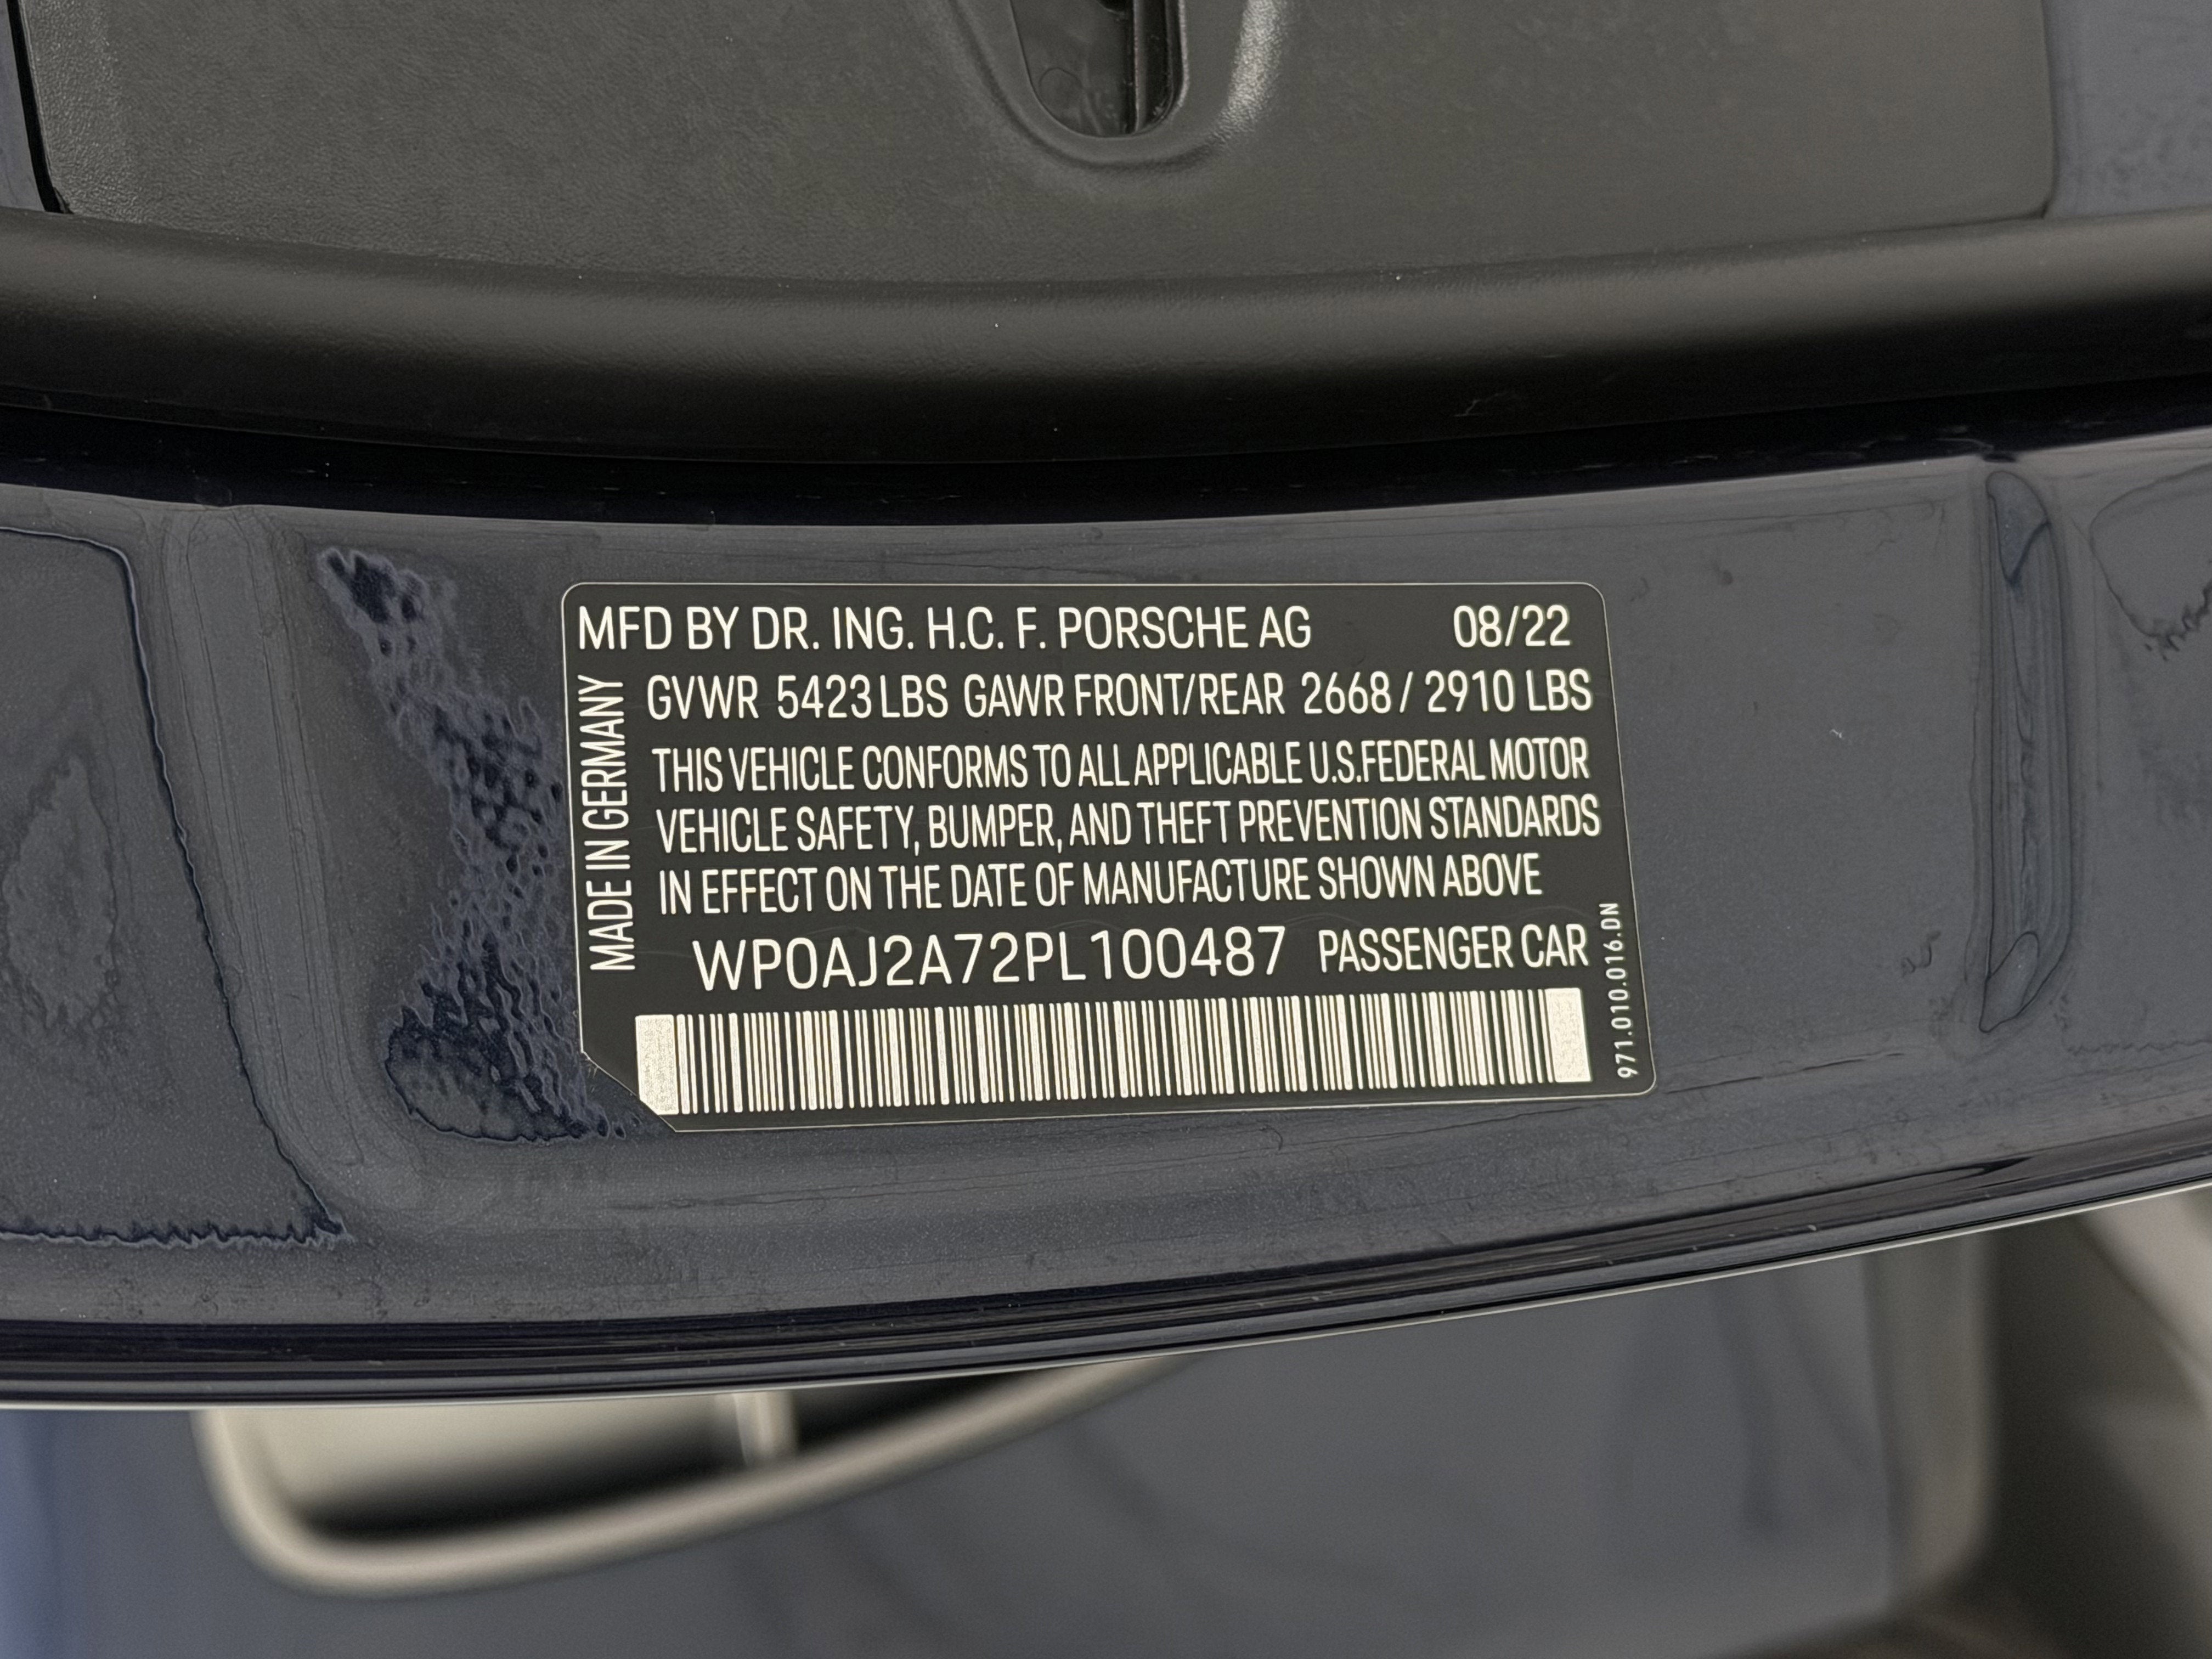 MFD BY DR. ING. H.C. F. PORSCHE AG 08/22
GVWR 5423 LBS GAWR FRONT/REAR 2668 / 2910 LBS
THIS VEHICLE CONFORMS TO ALL APPLICABLE U.S.FEDERAL MOTOR
VEHICLE SAFETY, BUMPER, AND THEFT PREVENTION STANDARDS
IN EFFECT ON THE DATE OF MANUFACTURE SHOWN ABOVE
WP0AJ2A72PL100487 PASSENGER CAR
MADE IN GERMANY
971.010.016.DN